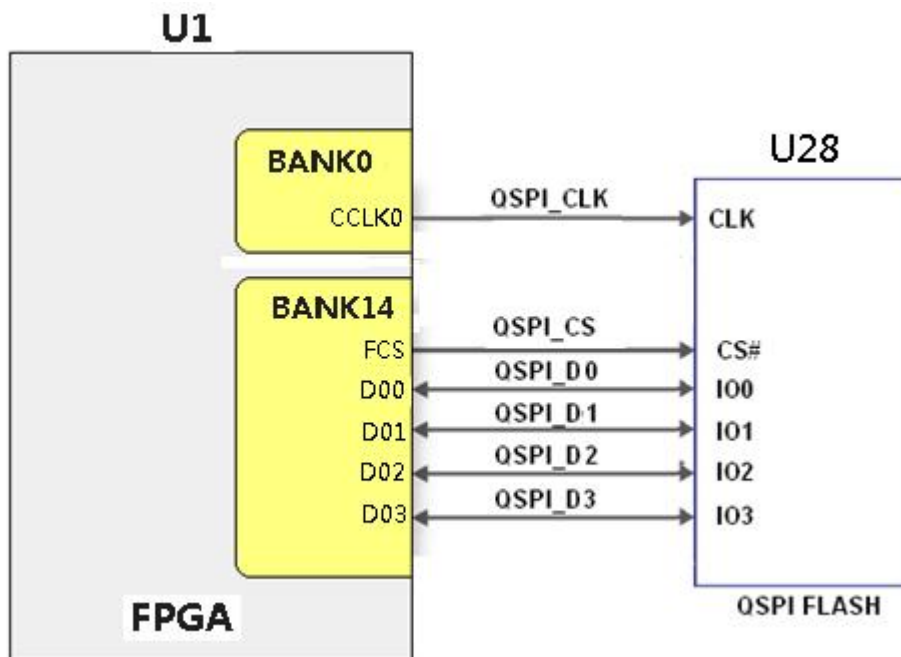 U1
U28
BANK0
CCLK0 QSPI_CLK CLK
BANK14
FCS QSPI_CS CS#
D00 QSPI_D0 IO0
D01 QSPI_D1 IO1
D02 QSPI_D2 IO2
D03 QSPI_D3 IO3
FPGA
QSPI FLASH